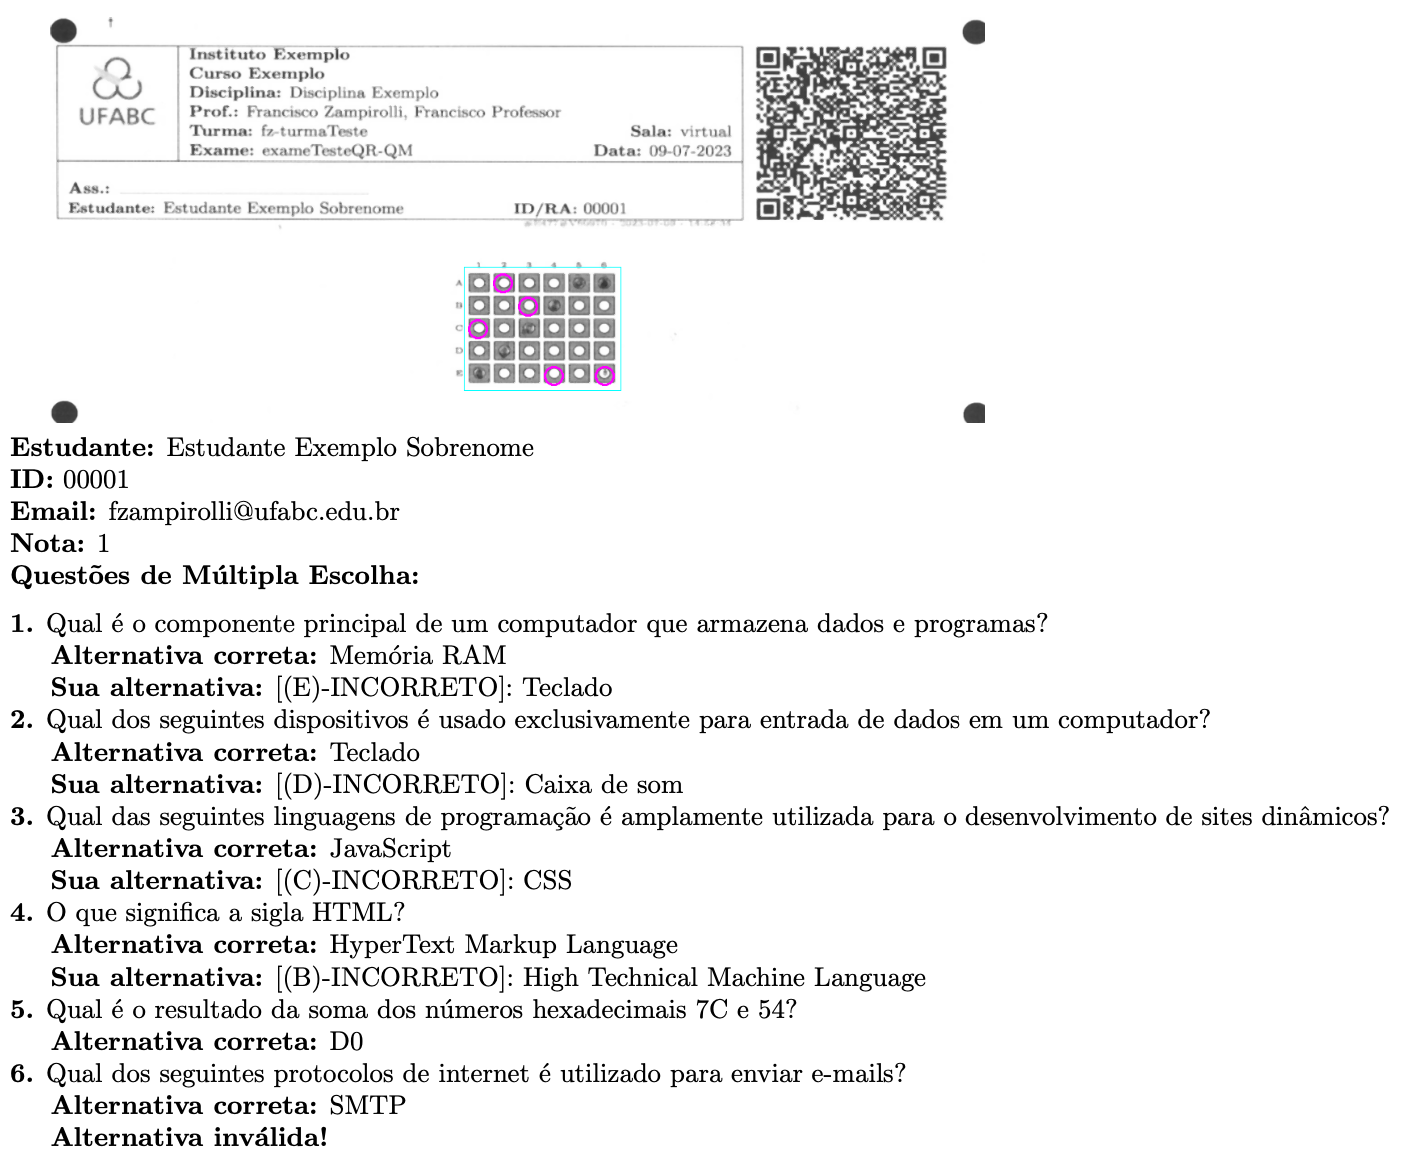 Instituto Exemplo
Curso Exemplo
Disciplina: Disciplina Exemplo
Prof.: Francisco Zampirolli, Francisco Professor
Turma: fz-turmaTeste
Sala: virtual
Exame: exameTesteQR-QM
Data: 09-07-2023
UFABC
Ass.:
Estudante: Estudante Exemplo Sobrenome
ID/RA: 00001
1 2 3 4 5 6
A
B
C
D
E
Estudante: Estudante Exemplo Sobrenome
ID: 00001
Email: fzampirolli@ufabc.edu.br
Nota: 1
Questões de Múltipla Escolha:
1. Qual é o componente principal de um computador que armazena dados e programas?
Alternativa correta: Memória RAM
Sua alternativa: [(E)-INCORRETO]: Teclado
2. Qual dos seguintes dispositivos é usado exclusivamente para entrada de dados em um computador?
Alternativa correta: Teclado
Sua alternativa: [(D)-INCORRETO]: Caixa de som
3. Qual das seguintes linguagens de programação é amplamente utilizada para o desenvolvimento de sites dinâmicos?
Alternativa correta: JavaScript
Sua alternativa: [(C)-INCORRETO]: CSS
4. O que significa a sigla HTML?
Alternativa correta: HyperText Markup Language
Sua alternativa: [(B)-INCORRETO]: High Technical Machine Language
5. Qual é o resultado da soma dos números hexadecimais 7C e 54?
Alternativa correta: D0
6. Qual dos seguintes protocolos de internet é utilizado para enviar e-mails?
Alternativa correta: SMTP
Alternativa inválida!